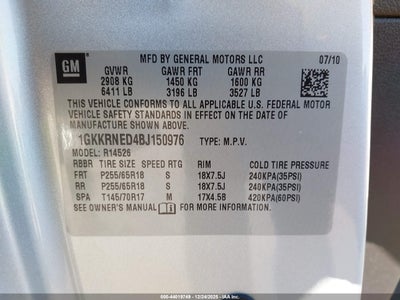 GM
MFD BY GENERAL MOTORS LLC 07/10
GVWR GAWR FRT GAWR RR
2908 KG 1450 KG 1600 KG
6411 LB 3196 LB 3527 LB
THIS VEHICLE CONFORMS TO ALL APPLICABLE U.S. FEDERAL MOTOR
VEHICLE SAFETY STANDARDS IN EFFECT ON THE DATE OF
MANUFACTURE SHOWN ABOVE.
1GKKRNED4BJ150976 TYPE: M.P.V.
MODEL: R14526
RBBR TIRE SIZE SPEED RTG RIM COLD TIRE PRESSURE
FRT P255/65R18 S 18X7.5J 240KPA(35PSI)
RR P255/65R18 S 18X7.5J 240KPA(35PSI)
SPA T145/70R17 M 17X4.5B 420KPA(60PSI)
SEE OWNER'S MANUAL FOR MORE INFORMATION.
600-44019748 - 12/24/2025 - IAA Tampa